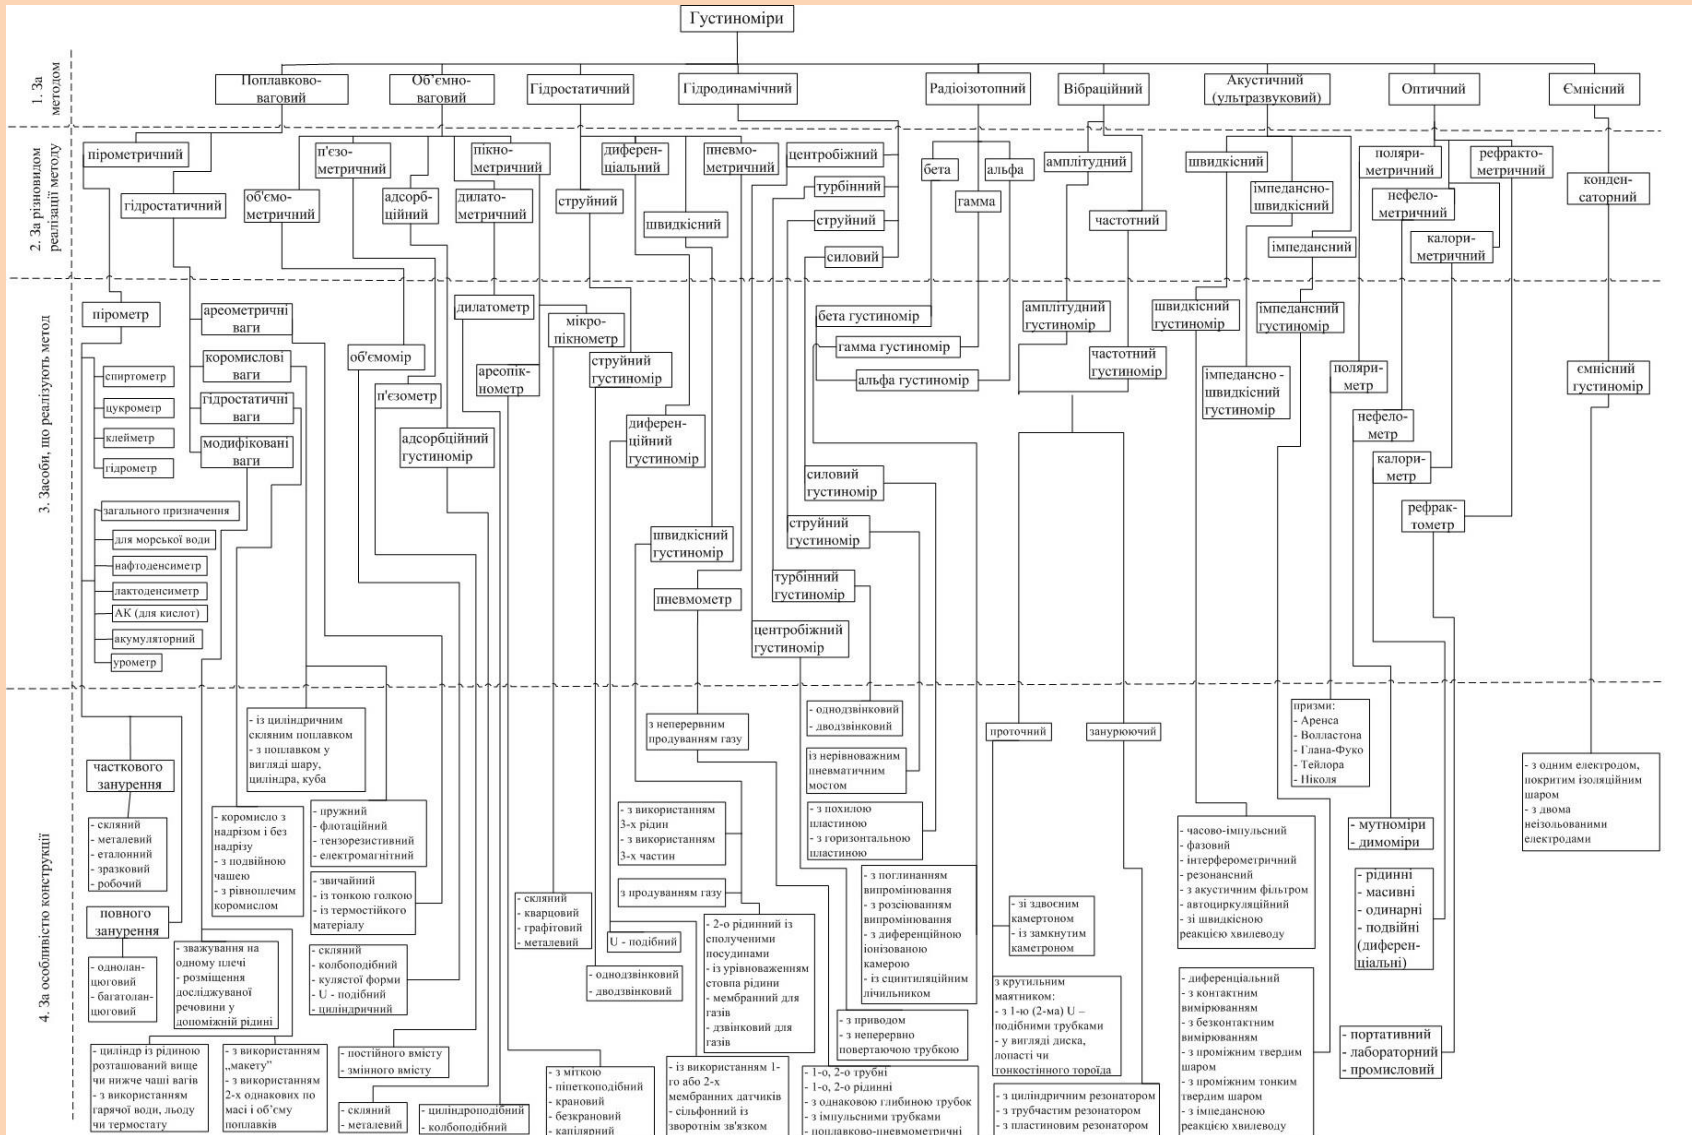 Густиноміри
1. За
методом
Поплавково-
ваговий
Об'ємно-
ваговий
Гідростатичний
Гідродинамічний
Радіоізотопний
Вібраційний
Акустичний
(ультразвуковий)
Оптичний
Ємнісний
2. За різновидом
реалізації методу
пірометричний
гідростатичний
об'ємо-
метричний
п'єзо-
метричний
адсорб-
ційний
пікно-
метричний
дилато-
метричний
струйний
диферен-
ціальний
швидкісний
пневмо-
метричний
центробіжний
турбінний
струйний
силовий
бета
альфа
гамма
амплітудний
частотний
швидкісний
імпедансно-
швидкісний
імпедансний
поляри-
метричний
нефело-
метричний
калори-
метричний
рефракто-
метричний
конден-
саторний
3. Засоби, що реалізують метод
пірометр
спиртометр
цукрометр
клейметр
гідрометр
загального призначення
для морської води
нафтоденсиметр
лактоденсиметр
АК (для кислот)
акумуляторний
урометр
ареометричні
ваги
коромислові
ваги
гідростатичні
ваги
модифіковані
ваги
об'ємомір
п'єзометр
адсорбційний
густиномір
дилатометр
ареопік-
нометр
мікро-
пікнометр
струйний
густиномір
диферен-
ційний
густиномір
швидкісний
густиномір
пневмометр
силовий
густиномір
струйний
густиномір
турбінний
густиномір
центробіжний
густиномір
бета густиномір
гамма густиномір
альфа густиномір
амплітудний
густиномір
частотний
густиномір
швидкісний
густиномір
імпедансно -
швидкісний
густиномір
імпедансний
густиномір
поляри-
метр
нефело-
метр
калори-
метр
рефрак-
тометр
ємнісний
густиномір
4. За особливістю конструкції
часткового
занурення
- скляний
- металевий
- еталонний
- зразковий
- робочий
повного
занурення
- однолан-
цюговий
- багатолан-
цюговий
- із циліндричним
скляним поплавком
- з поплавком у
вигляді шару,
циліндра, куба
- коромисло з
надрізом і без
надрізу
- з подвійною
чашею
- з рівноплечим
коромислом
- зважування на
одному плечі
- розміщення
досліджуваної
речовини у
допоміжній рідині
- циліндр із рідиною
розташований вище
чи нижче чаші вагів
- з використанням
гарячої води, льоду
чи термостату
- з використанням
„макету”
- з використанням
2-х однакових по
масі і об'єму
поплавків
- пружний
- флотаційний
- тензорезистивний
- електромагнітний
- звичайний
- із тонкою голкою
- із термостійкого
матеріалу
- скляний
- колбоподібний
- кулястої форми
- U - подібний
- циліндричний
- постійного вмісту
- змінного вмісту
- скляний
- металевий
- циліндроподібний
- колбоподібний
- скляний
- кварцовий
- графітовий
- металевий
- з міткою
- піпеткоподібний
- крановий
- безкрановий
- капілярний
- однодзвінковий
- дводзвінковий
U - подібний
з неперервним
продуванням газу
- з використанням
3-х рідин
- з використанням
3-х частин
з продуванням газу
- 2-о рідинний із
сполученими
посудинами
- із урівноваженням
стовпа рідини
- мембранний для
газів
- дзвінковий для
газів
- із використанням 1-
го або 2-х
мембранних датчиків
- сільфонний із
зворотнім зв'язком
- однодзвінковий
- дводзвінковий
із нерівноважним
пневматичним
мостом
- з похилою
пластиною
- з горизонтальною
пластиною
- з поглинанням
випромінювання
- з розсіюванням
випромінювання
- з диференційною
іонізованою
камерою
- із сцинтиляційним
лічильником
- з приводом
- з неперервно
повертаючою трубкою
- 1-о, 2-о трубні
- 1-о, 2-о рідинні
- з однаковою глибиною трубок
- з імпульсними трубками
- поплавково-пневмометричні
проточний
занурюючий
- зі здвоєним
камертоном
- із замкнутим
каметроном
з крутильним
маятником:
- з 1-ю (2-ма) U –
подібними трубками
- у вигляді диска,
лопасті чи
тонкостінного тороїда
- з циліндричним резонатором
- з трубчастим резонатором
- з пластиновим резонатором
- часово-імпульсний
- фазовий
- інтерферометричний
- резонансний
- з акустичним фільтром
- автоциркуляційний
- зі швидкісною
реакцією хвилеводу
- диференціальний
- з контактним
вимірюванням
- з безконтактним
вимірюванням
- з проміжним твердим
шаром
- з проміжним тонким
твердим шаром
- з імпедансною
реакцією хвилеводу
призми:
- Аренса
- Волластона
- Глана-Фуко
- Тейлора
- Ніколя
- мутноміри
- димоміри
- рідинні
- масивні
- одинарні
- подвійні
(диферен-
ціальні)
- портативний
- лабораторний
- промисловий
- з одним електродом,
покритим ізоляційним
шаром
- з двома
неізольованими
електродами